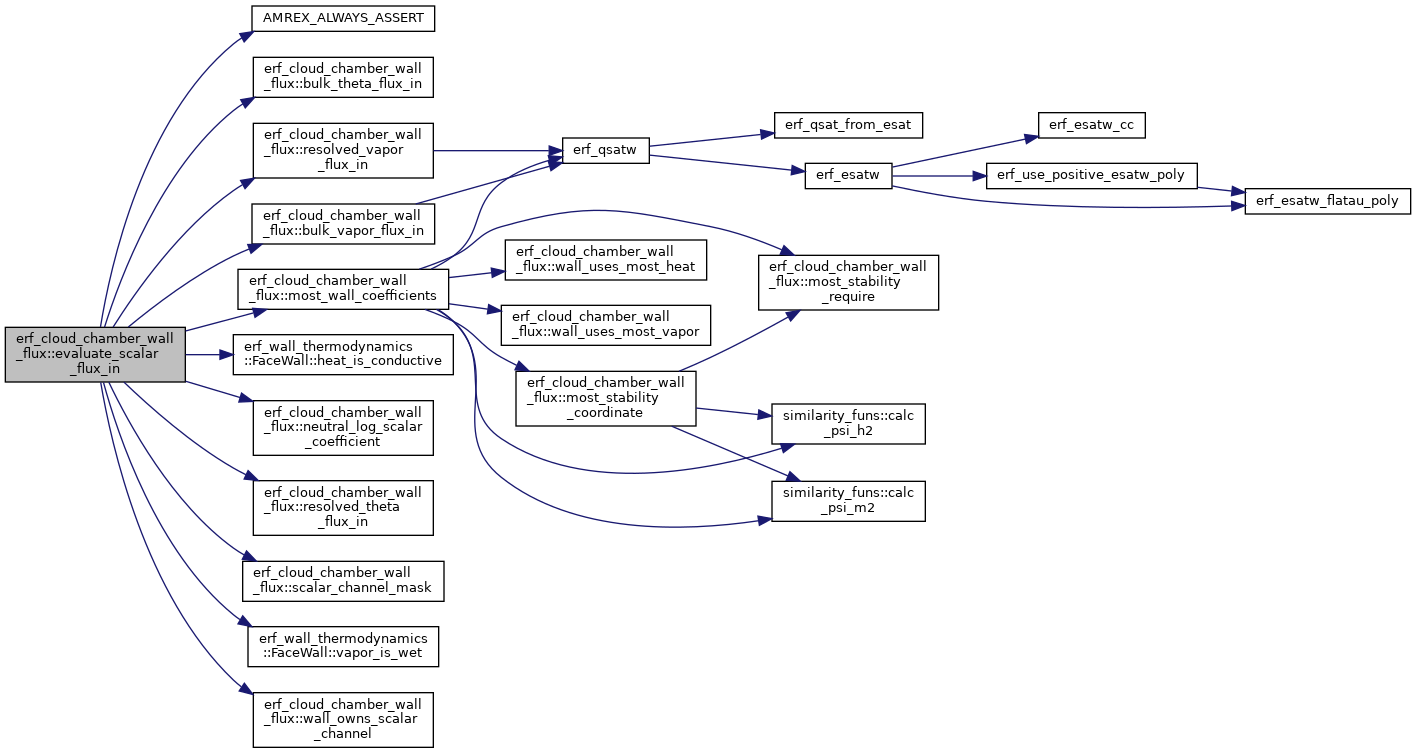 AMREX_ALWAYS_ASSERT
erf_cloud_chamber_wall
_flux::bulk_theta_flux_in
erf_cloud_chamber_wall
_flux::resolved_vapor
_flux_in
erf_cloud_chamber_wall
_flux::bulk_vapor_flux_in
erf_cloud_chamber_wall
_flux::most_wall_coefficients
erf_cloud_chamber_wall
_flux::evaluate_scalar
_flux_in
erf_wall_thermodynamics
::FaceWall::heat_is_conductive
erf_cloud_chamber_wall
_flux::neutral_log_scalar
_coefficient
erf_cloud_chamber_wall
_flux::resolved_theta
_flux_in
erf_cloud_chamber_wall
_flux::scalar_channel_mask
erf_wall_thermodynamics
::FaceWall::vapor_is_wet
erf_cloud_chamber_wall
_flux::wall_owns_scalar
_channel
erf_qsatw
erf_cloud_chamber_wall
_flux::wall_uses_most_heat
erf_cloud_chamber_wall
_flux::wall_uses_most_vapor
erf_cloud_chamber_wall
_flux::most_stability
_coordinate
erf_qsat_from_esat
erf_esatw
erf_cloud_chamber_wall
_flux::most_stability
_require
similarity_funs::calc
_psi_h2
similarity_funs::calc
_psi_m2
erf_esatw_cc
erf_use_positive_esatw_poly
erf_esatw_flatau_poly